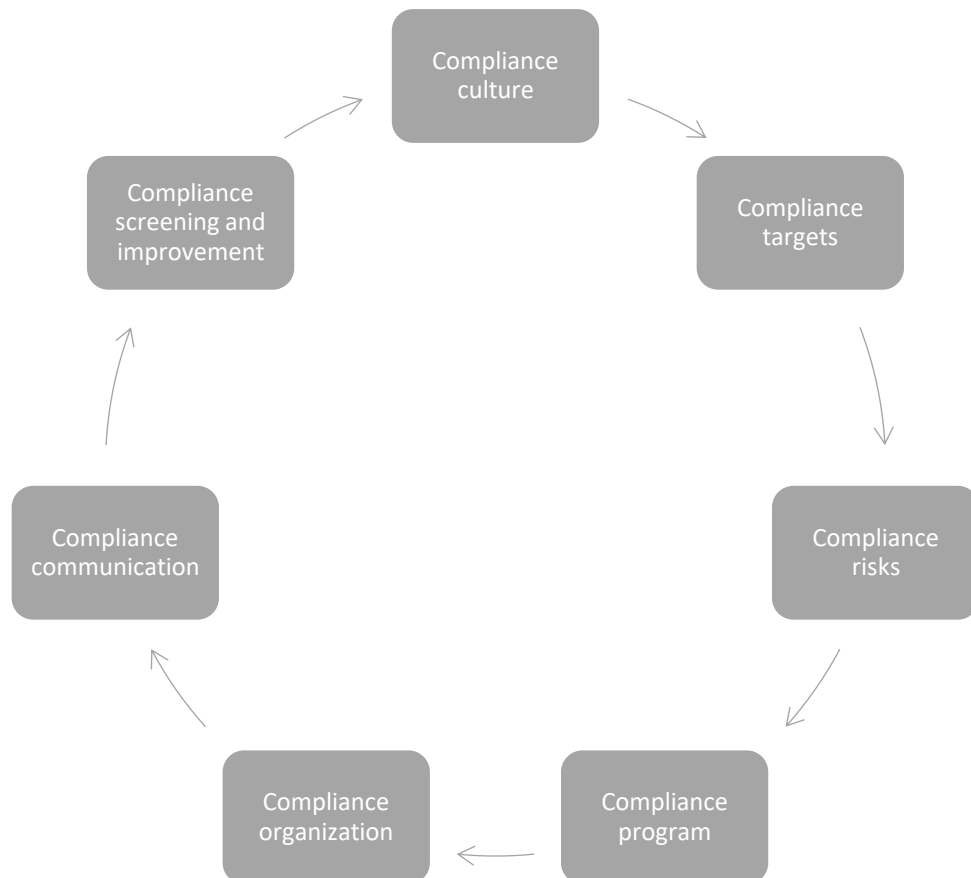 Compliance
culture
Compliance
targets
Compliance
risks
Compliance
program
Compliance
organization
Compliance
communication
Compliance
screening and
improvement